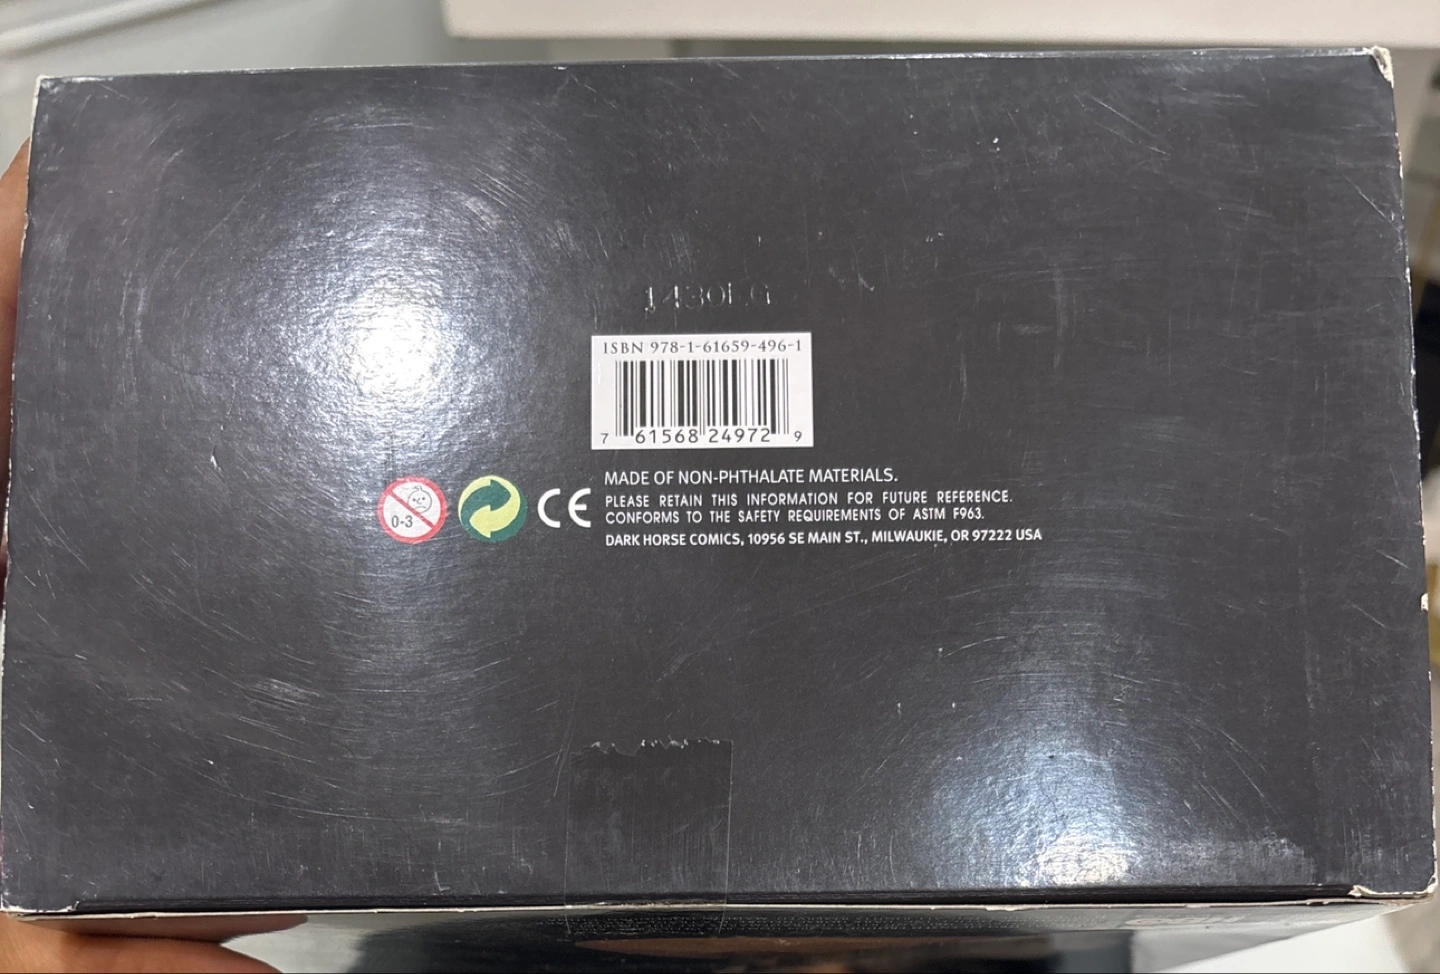 1430LG
ISBN 978-1-61659-496-1
7 61568 24972 9
MADE OF NON-PHTHALATE MATERIALS.
PLEASE RETAIN THIS INFORMATION FOR FUTURE REFERENCE.
CONFORMS TO THE SAFETY REQUIREMENTS OF ASTM F963.
0-3
CE
DARK HORSE COMICS, 10956 SE MAIN ST., MILWAUKIE, OR 97222 USA